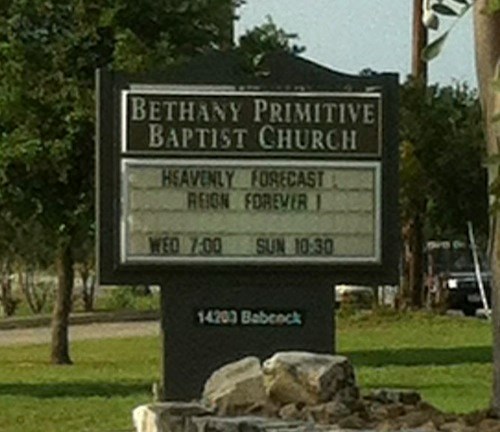 BETHANY PRIMITIVE
BAPTIST CHURCH
HEAVENLY FORECAST :
REIGN FOREVER !
WED 7:00 SUN 10:30
14203 Babcock